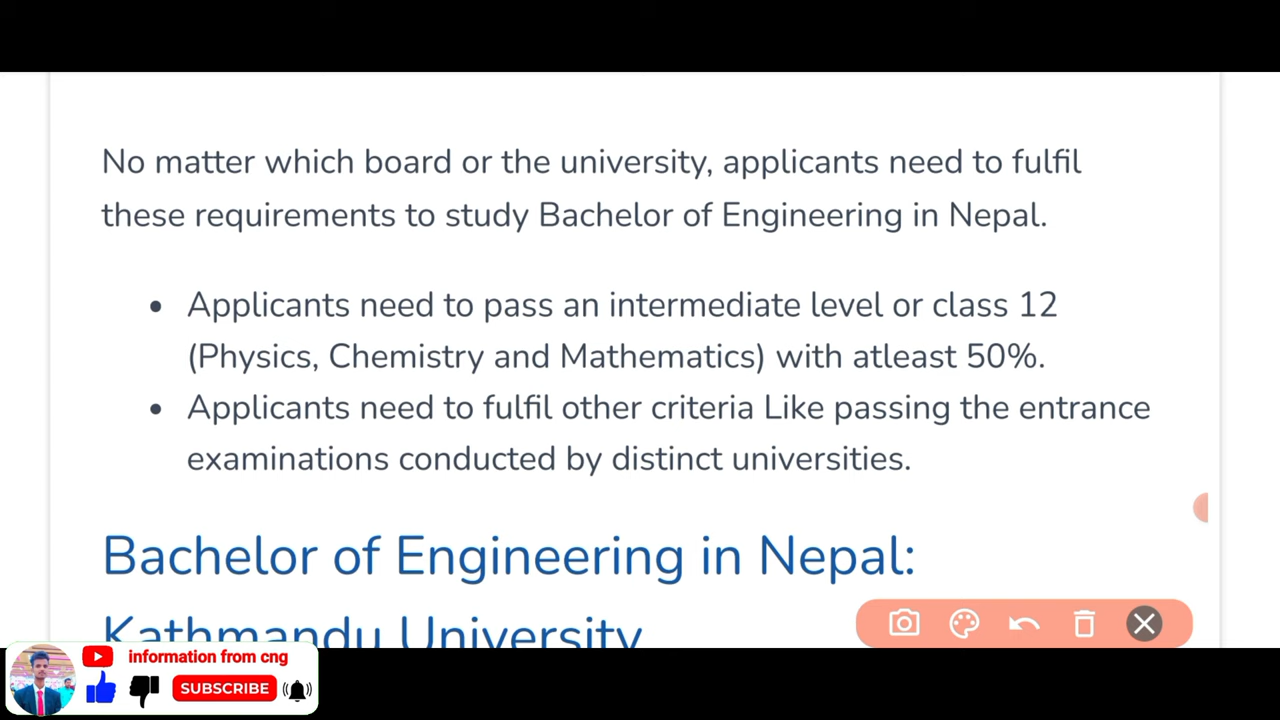 No matter which board or the university, applicants need to fulfil
these requirements to study Bachelor of Engineering in Nepal.
Applicants need to pass an intermediate level or class 12
(Physics, Chemistry and Mathematics) with atleast 50%.
Applicants need to fulfil other criteria Like passing the entrance
examinations conducted by distinct universities.
Bachelor of Engineering in Nepal:
Kathmandu University
information from cng
SUBSCRIBE